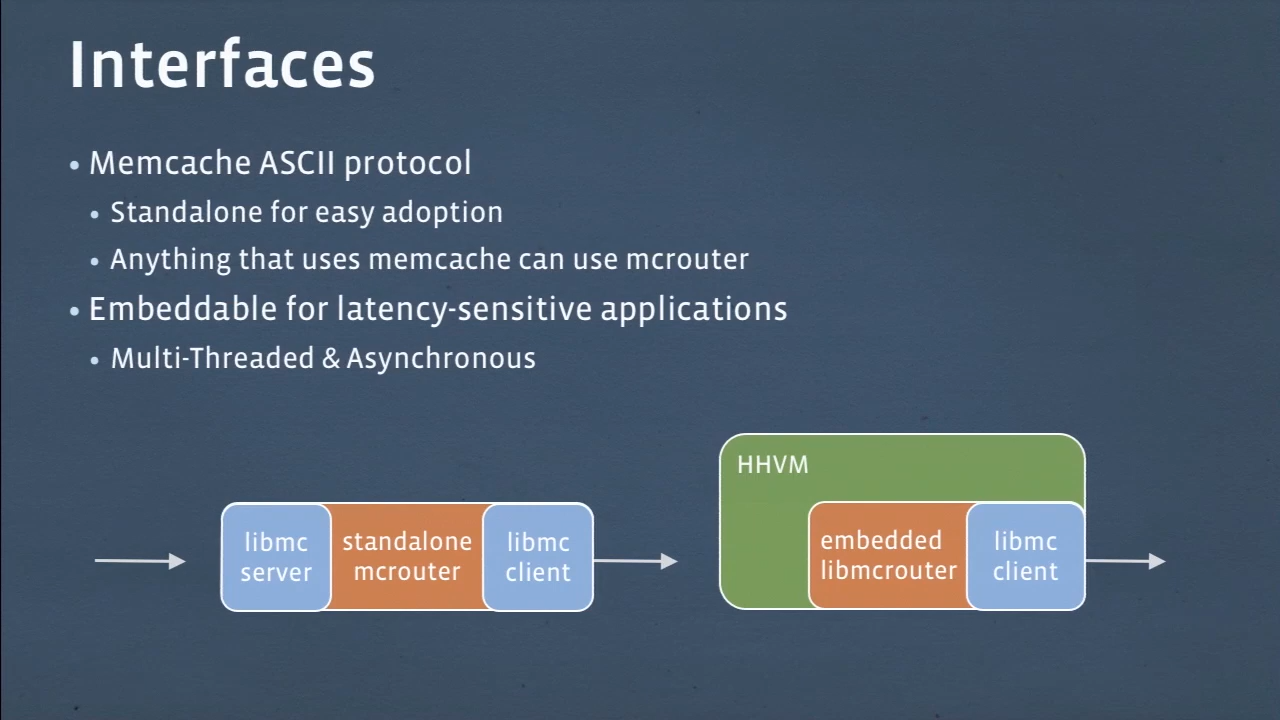 Interfaces
• Memcache ASCII protocol
• Standalone for easy adoption
• Anything that uses memcache can use mcrouter
• Embeddable for latency-sensitive applications
• Multi-Threaded & Asynchronous
libmc
server
standalone
mcrouter
libmc
client
HHVM
embedded
libmcrouter
libmc
client